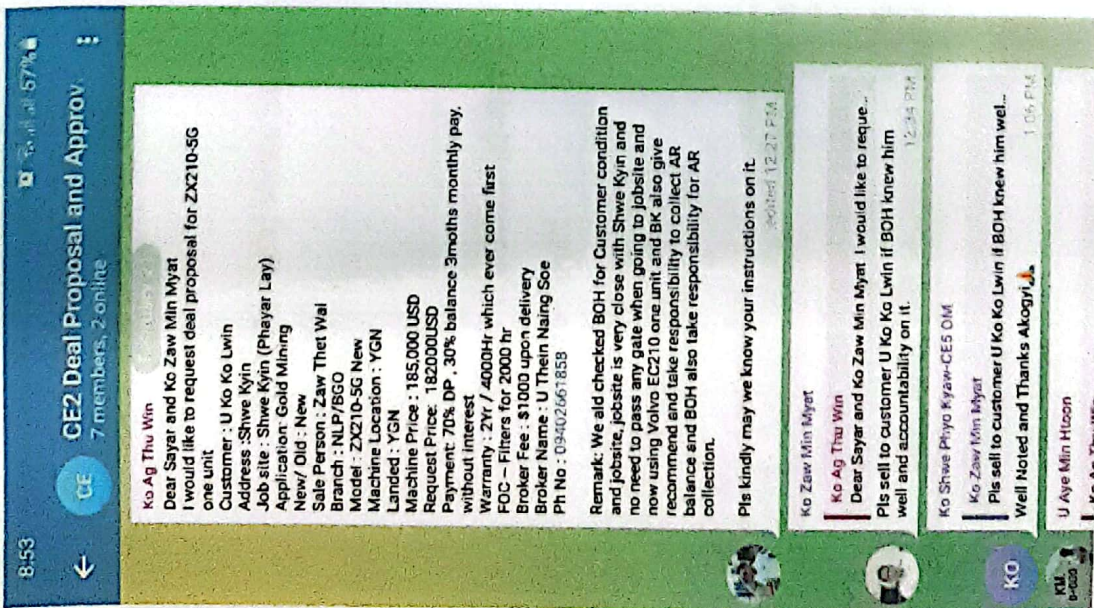 8:53
57%
CE
CE2 Deal Proposal and Approv.
7 members, 2 online
Ko Ag Thu Win
Dear Sayar and Ko Zaw Min Myat
I would like to request deal proposal for ZX210-5G
one unit
Customer : U Ko Ko Lwin
Address :Shwe Kyin
Job site : Shwe Kyin (Phayar Lay)
Application: Gold Mining
New/ Old : New
Sale Person : Zaw Thet Wai
Branch : NLP/BGO
Model : ZX210-5G New
Machine Location : YGN
Landed : YGN
Machine Price : 185,000 USD
Request Price: 182000USD
Payment: 70% DP , 30% balance 3moths monthly pay.
without interest
Warranty : 2Yr / 4000Hr which ever come first
FOC – Filters for 2000 hr
Broker Fee : $1000 upon delivery
Broker Name : U Thein Naing Soe
Ph No : 09402661858
Remark: We ald checked BOH for Customer condition
and jobsite, jobsite is very close with Shwe Kyin and
no need to pass any gate when going to jobsite and
now using Volvo EC210 one unit and BK also give
recommend and take responsibility to collect AR
balance and BOH also take responsibility for AR
collection.
Pls kindly may we know your instructions on it.
edited 12:27 PM
Ko Zaw Min Myat
Ko Ag Thu Win
Dear Sayar and Ko Zaw Min Myat I would like to reque...
Pls sell to customer U Ko Ko Lwin if BOH knew him
well and accountability on it.
12:34 PM
Ko Shwe Phyo Kyaw-CE5 OM
Ko Zaw Min Myat
Pls sell to customer U Ko Ko Lwin if BOH knew him wel...
Well Noted and Thanks Akogyi🙏
1:06 PM
KO
U Aye Min Htoon
Ko Ag Thu Win